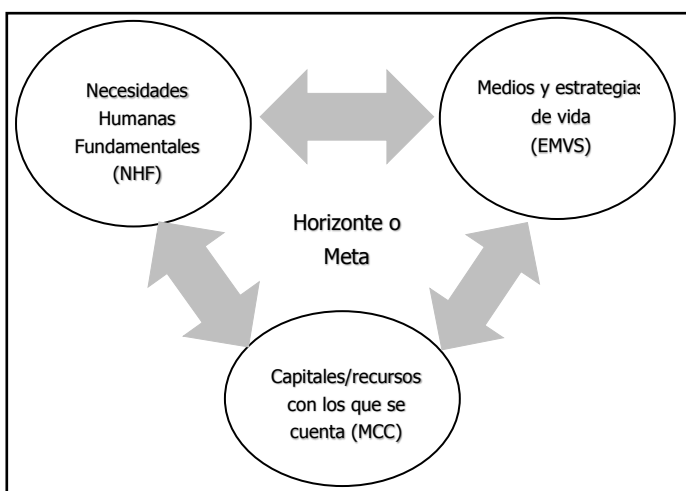 Necesidades
Humanas
Fundamentales
(NHF)
Medios y estrategias
de vida
(EMVS)
Horizonte o
Meta
Capitales/recursos
con los que se
cuenta (MCC)